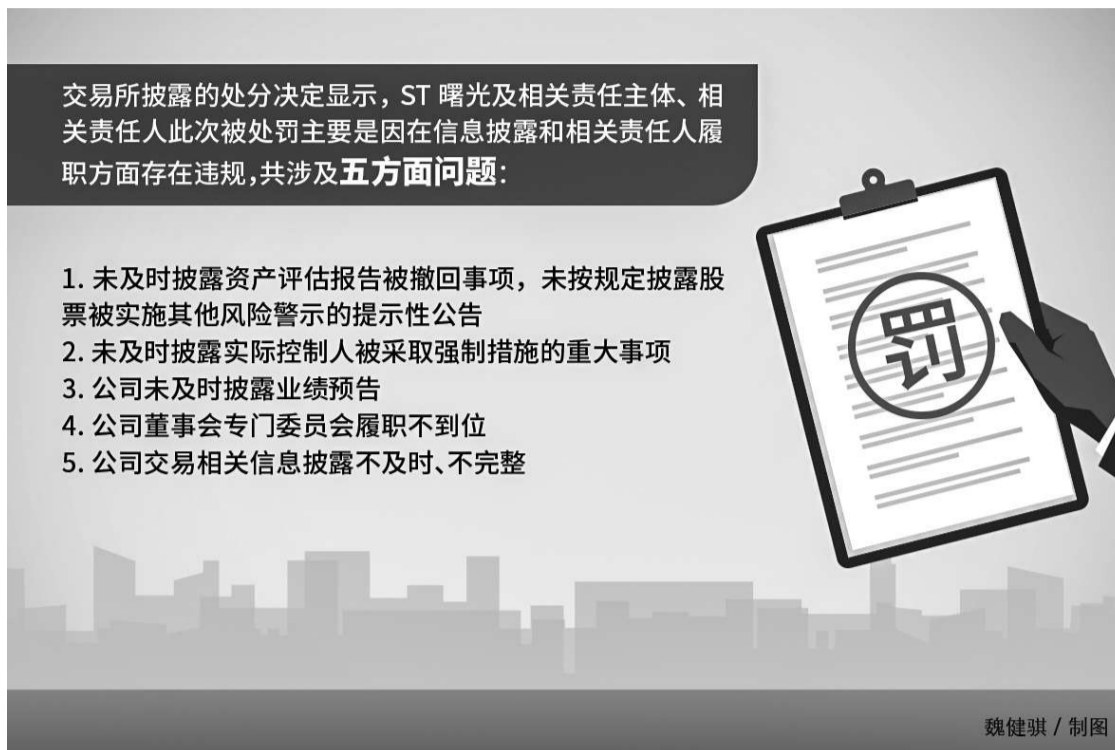 交易所披露的处分决定显示，ST 曙光及相关责任主体、相
关责任人此次被处罚主要是因在信息披露和相关责任人履
职方面存在违规，共涉及五方面问题：
1. 未及时披露资产评估报告被撤回事项，未按规定披露股
票被实施其他风险警示的提示性公告
2. 未及时披露实际控制人被采取强制措施的重大事项
3. 公司未及时披露业绩预告
4. 公司董事会专门委员会履职不到位
5. 公司交易相关信息披露不及时、不完整
罚
魏健骐 / 制图